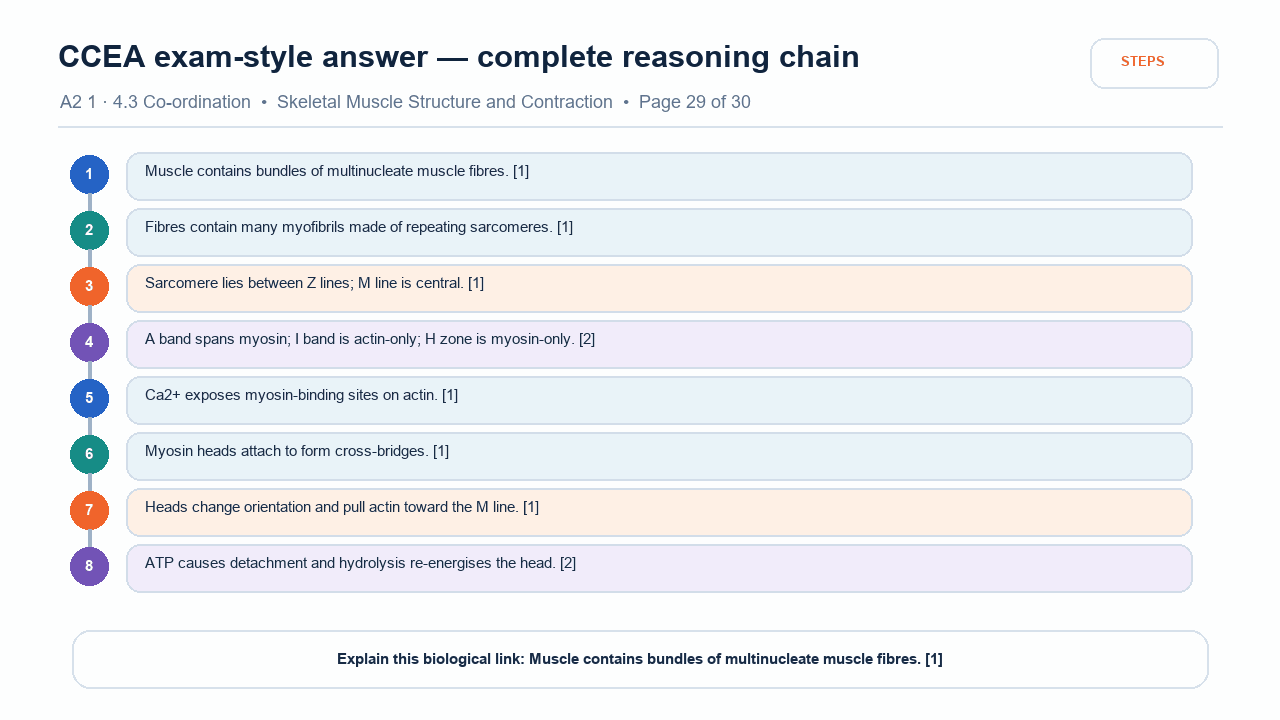 CCEA exam-style answer — complete reasoning chain
STEPS
A2 1 · 4.3 Co-ordination • Skeletal Muscle Structure and Contraction • Page 29 of 30
1 Muscle contains bundles of multinucleate muscle fibres. [1]
2 Fibres contain many myofibrils made of repeating sarcomeres. [1]
3 Sarcomere lies between Z lines; M line is central. [1]
4 A band spans myosin; I band is actin-only; H zone is myosin-only. [2]
5 Ca2+ exposes myosin-binding sites on actin. [1]
6 Myosin heads attach to form cross-bridges. [1]
7 Heads change orientation and pull actin toward the M line. [1]
8 ATP causes detachment and hydrolysis re-energises the head. [2]
Explain this biological link: Muscle contains bundles of multinucleate muscle fibres. [1]